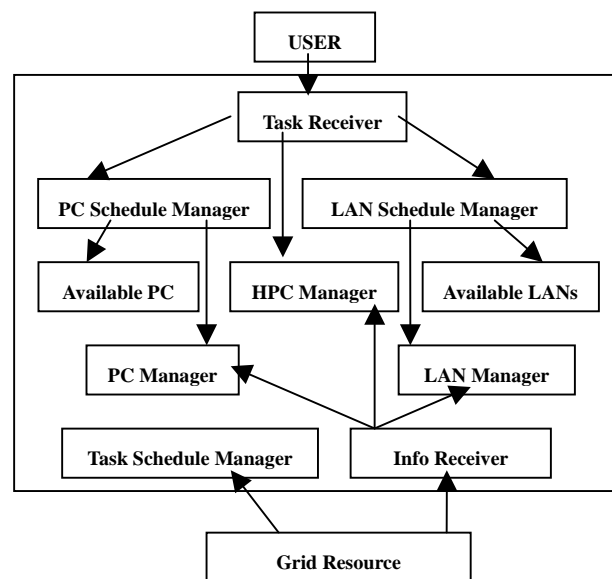 USER
Task Receiver
PC Schedule Manager
LAN Schedule Manager
Available PC
HPC Manager
Available LANs
PC Manager
LAN Manager
Task Schedule Manager
Info Receiver
Grid Resource